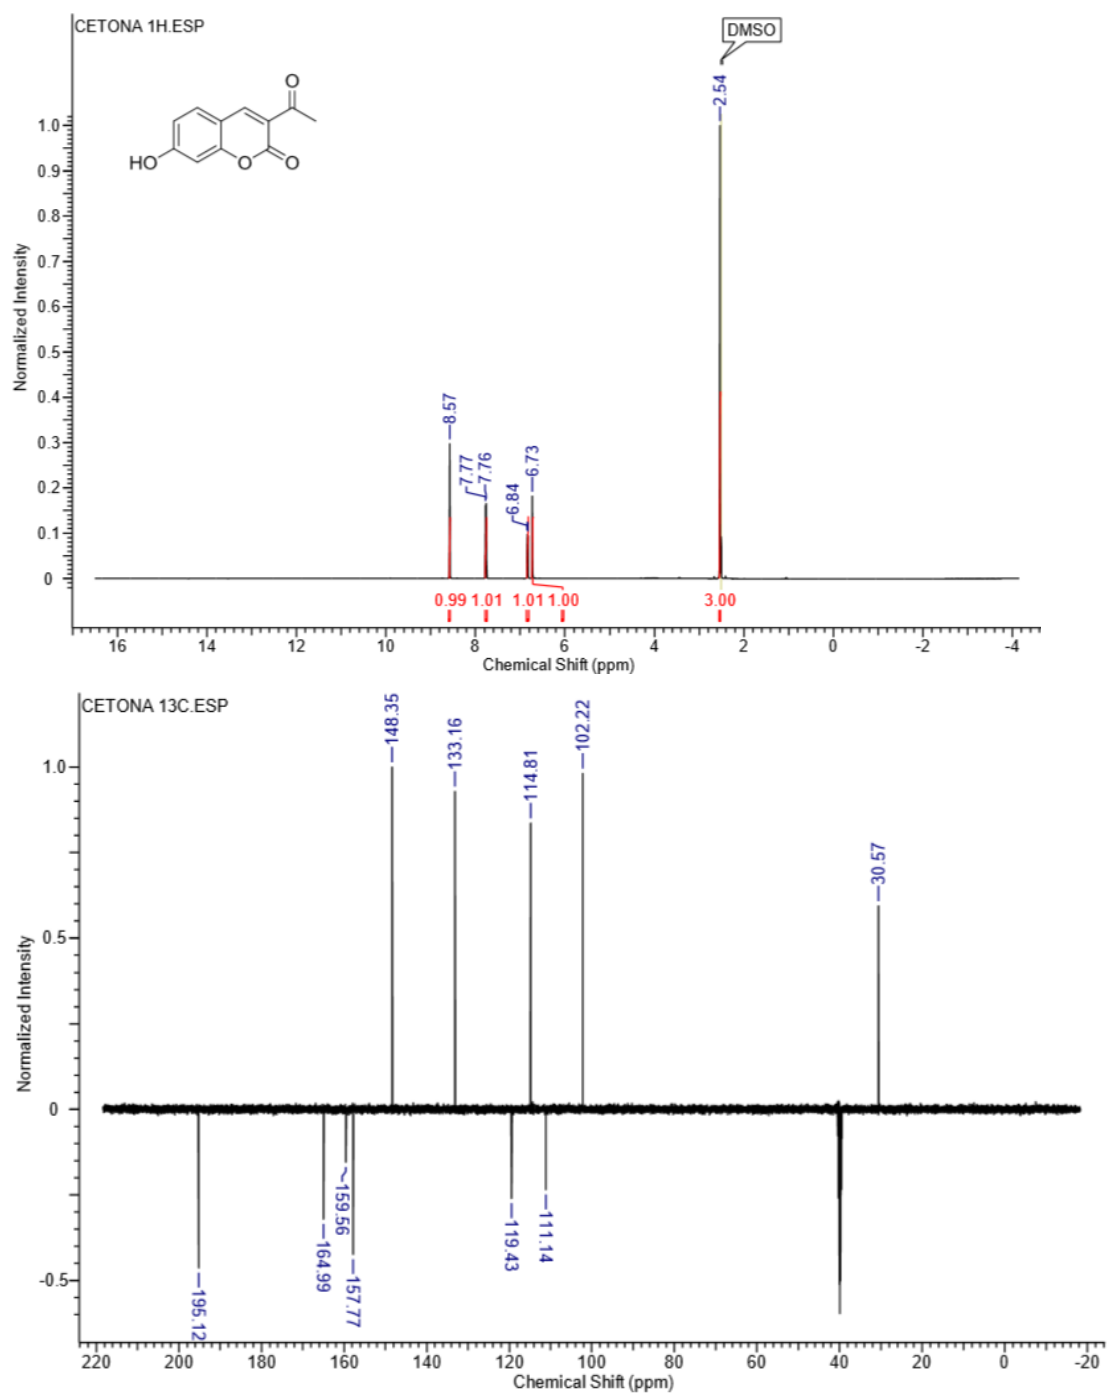 CETONA 1H.ESP
DMSO
O
HO
O
O
2.54
8.57
7.77
7.76
6.84
6.73
Normalized Intensity
1.0
0.9
0.8
0.7
0.6
0.5
0.4
0.3
0.2
0.1
0
0.99 1.01 1.01 1.00 3.00
16 14 12 10 8 6 4 2 0 -2 -4
Chemical Shift (ppm)
CETONA 13C.ESP
148.35
133.16
114.81
102.22
30.57
Normalized Intensity
1.0
0.5
0
-0.5
195.12
164.99
159.56
157.77
119.43
111.14
220 200 180 160 140 120 100 80 60 40 20 0 -20
Chemical Shift (ppm)